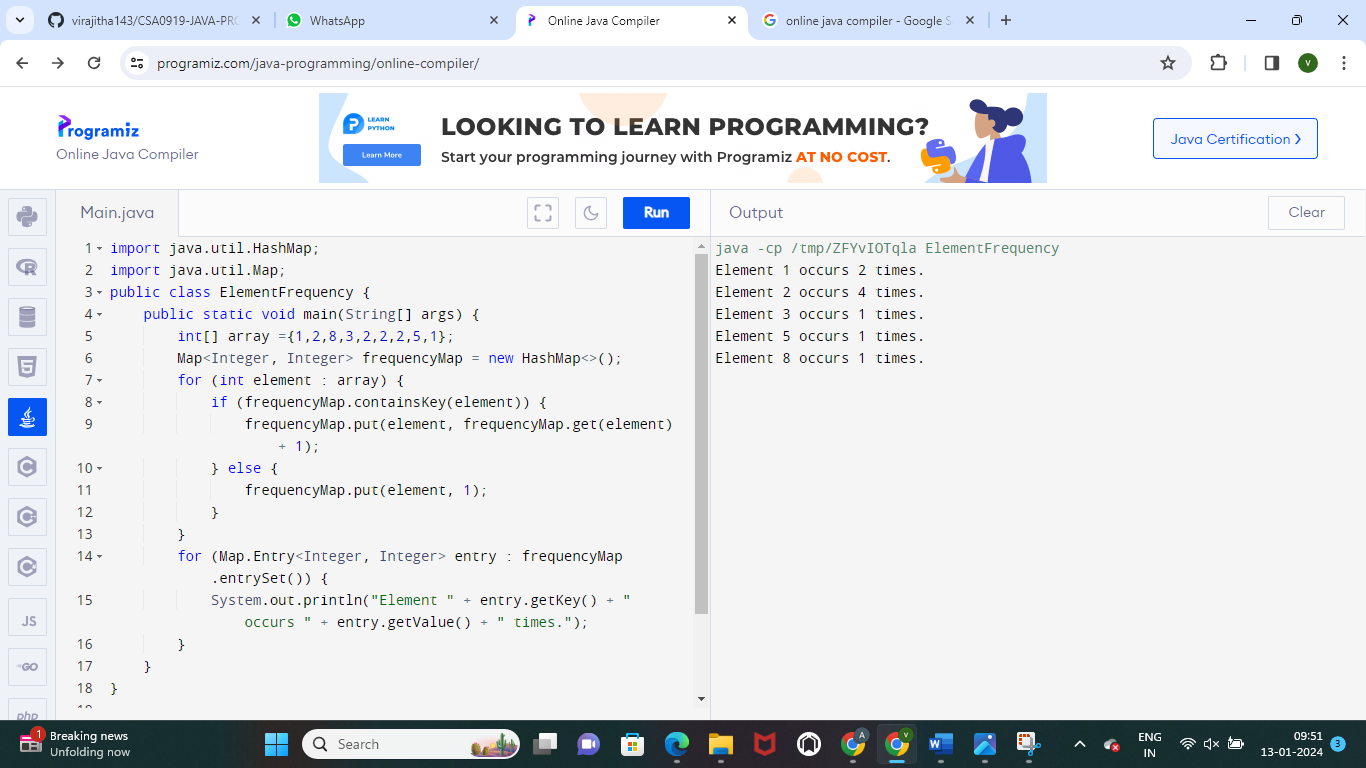 virajitha143/CSA0919-JAVA-PRO
WhatsApp
Online Java Compiler
online java compiler - Google S
programiz.com/java-programming/online-compiler/
V
Programiz
Online Java Compiler
LEARN
PYTHON
Learn More
LOOKING TO LEARN PROGRAMMING?
Start your programming journey with Programiz AT NO COST.
Java Certification
Main.java
Run
Output
Clear
1 import java.util.HashMap;
2 import java.util.Map;
3 public class ElementFrequency {
4 public static void main(String[] args) {
5 int[] array ={1,2,8,3,2,2,2,5,1};
6 Map<Integer, Integer> frequencyMap = new HashMap<>();
7 for (int element : array) {
8 if (frequencyMap.containsKey(element)) {
9 frequencyMap.put(element, frequencyMap.get(element)
+ 1);
10 } else {
11 frequencyMap.put(element, 1);
12 }
13 }
14 for (Map.Entry<Integer, Integer> entry : frequencyMap
.entrySet()) {
15 System.out.println("Element " + entry.getKey() + "
occurs " + entry.getValue() + " times.");
16 }
17 }
18 }
java -cp /tmp/ZFYvIOTqla ElementFrequency
Element 1 occurs 2 times.
Element 2 occurs 4 times.
Element 3 occurs 1 times.
Element 5 occurs 1 times.
Element 8 occurs 1 times.
JS
GO
php
1
Breaking news
Unfolding now
Search
A
V
ENG
IN
09:51
13-01-2024
3